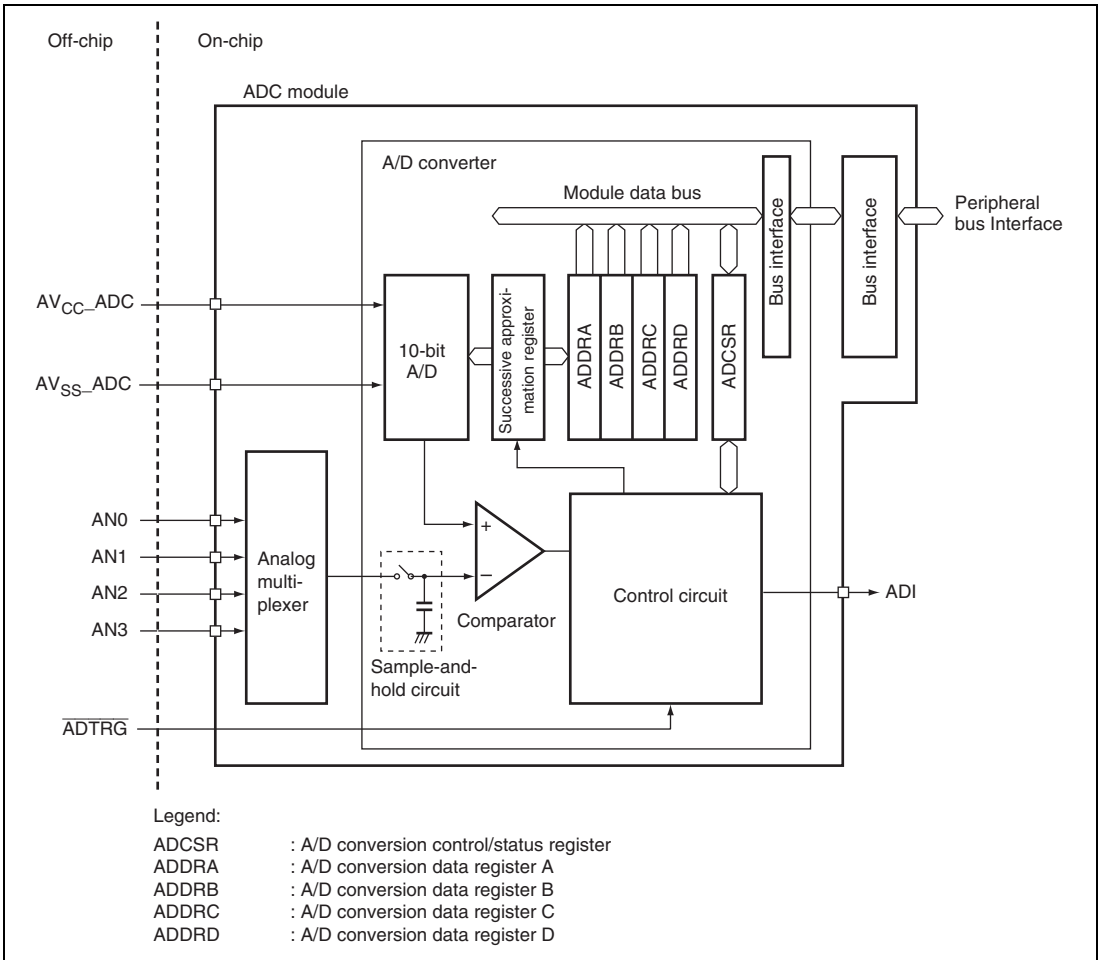 Off-chip
On-chip
ADC module
A/D converter
Module data bus
Bus interface
Bus interface
Peripheral
bus Interface
AVCC_ADC
AVSS_ADC
10-bit
A/D
Successive approxi-
mation register
ADDRA
ADDRB
ADDRC
ADDRD
ADCSR
AN0
AN1
AN2
AN3
Analog
multi-
plexer
+
−
Comparator
Sample-and-
hold circuit
Control circuit
ADI
ADTRG
Legend:
ADCSR : A/D conversion control/status register
ADDRA : A/D conversion data register A
ADDRB : A/D conversion data register B
ADDRC : A/D conversion data register C
ADDRD : A/D conversion data register D